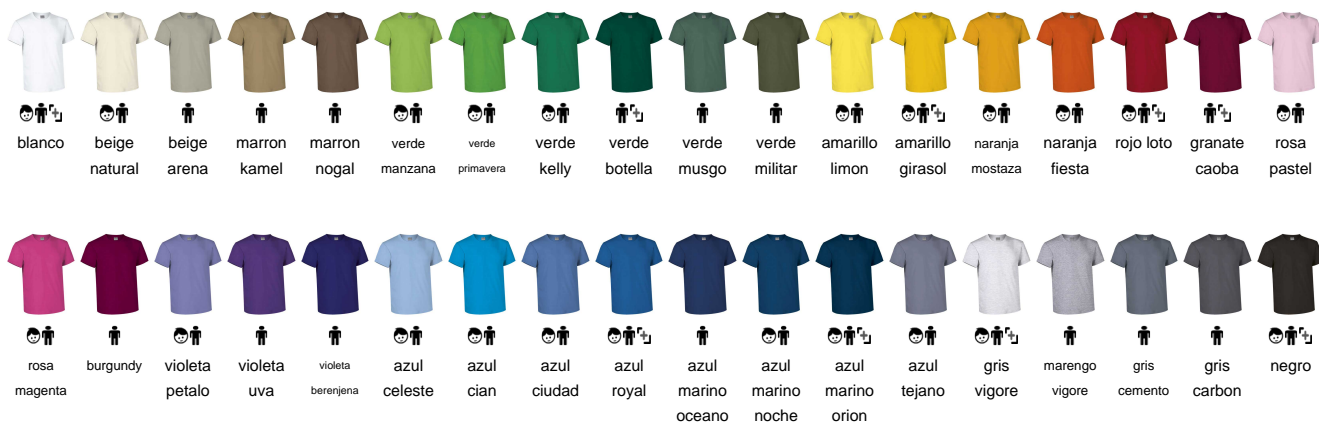 blanco beige beige marron marron verde verde verde verde verde verde amarillo amarillo naranja naranja rojo loto granate rosa
natural arena kamel nogal manzana primavera kelly botella musgo militar limon girasol mostaza fiesta caoba pastel
rosa burgundy violeta violeta violeta azul azul azul azul azul azul azul azul gris marengo gris gris negro
magenta petalo uva berenjena celeste cian ciudad royal marino marino marino tejano vigore vigore cemento carbon
oceano noche orion